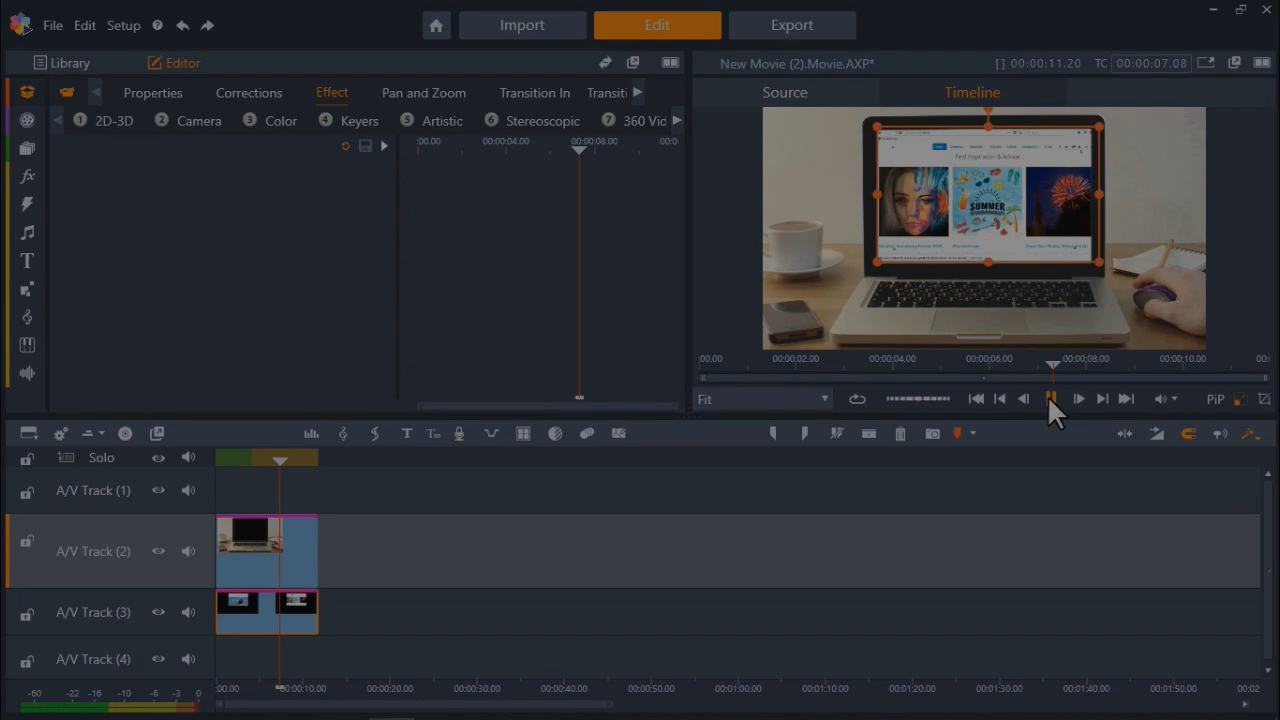 File Edit Setup
Import Edit Export
Library Editor
New Movie (2).Movie.AXP*
[] 00:00:11.20 TC 00:00:07.08
Properties Corrections Effect Pan and Zoom Transition In Transiti
Source Timeline
1 2D-3D 2 Camera 3 Color 4 Keyers 5 Artistic 6 Stereoscopic 7 360 Vid
:00.00 00:00:04.00 00:00:08.00 00:0
Find Inspiration & Advice
SUMMER
;00.00 00:00:02.00 00:00:04.00 00:00:06.00 00:00:08.00 00:00:10.00 00:
Fit PiP
Solo
A/V Track (1)
A/V Track (2)
A/V Track (3)
A/V Track (4)
:00.00 00:00:10.00 00:00:20.00 00:00:30.00 00:00:40.00 00:00:50.00 00:01:00.00 00:01:10.00 00:01:20.00 00:01:30.00 00:01:40.00 00:01:50.00 00:02
-60 -22 -16 -10 -6 -3 0